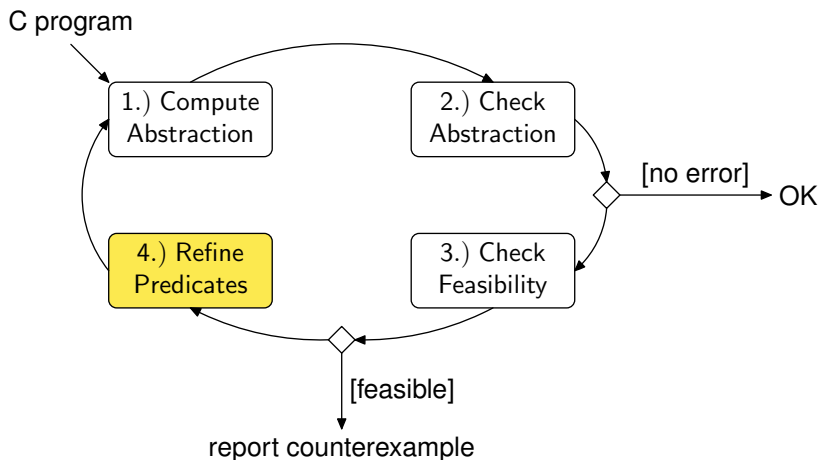 C program
1.) Compute
Abstraction
2.) Check
Abstraction
[no error]
OK
4.) Refine
Predicates
3.) Check
Feasibility
[feasible]
report counterexample